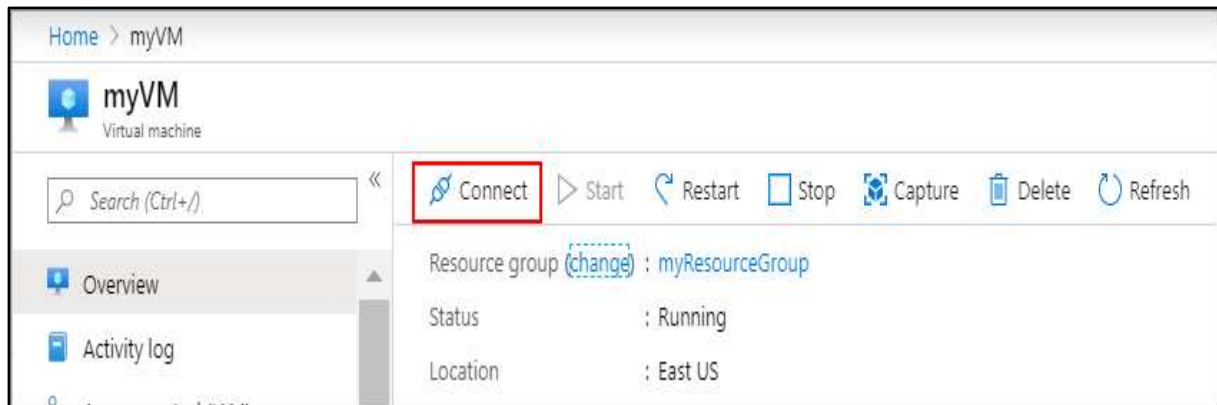 Home > myVM
myVM
Virtual machine
Search (Ctrl+/)
«
Connect Start Restart Stop Capture Delete Refresh
Overview
Activity log
Resource group (change) : myResourceGroup
Status : Running
Location : East US